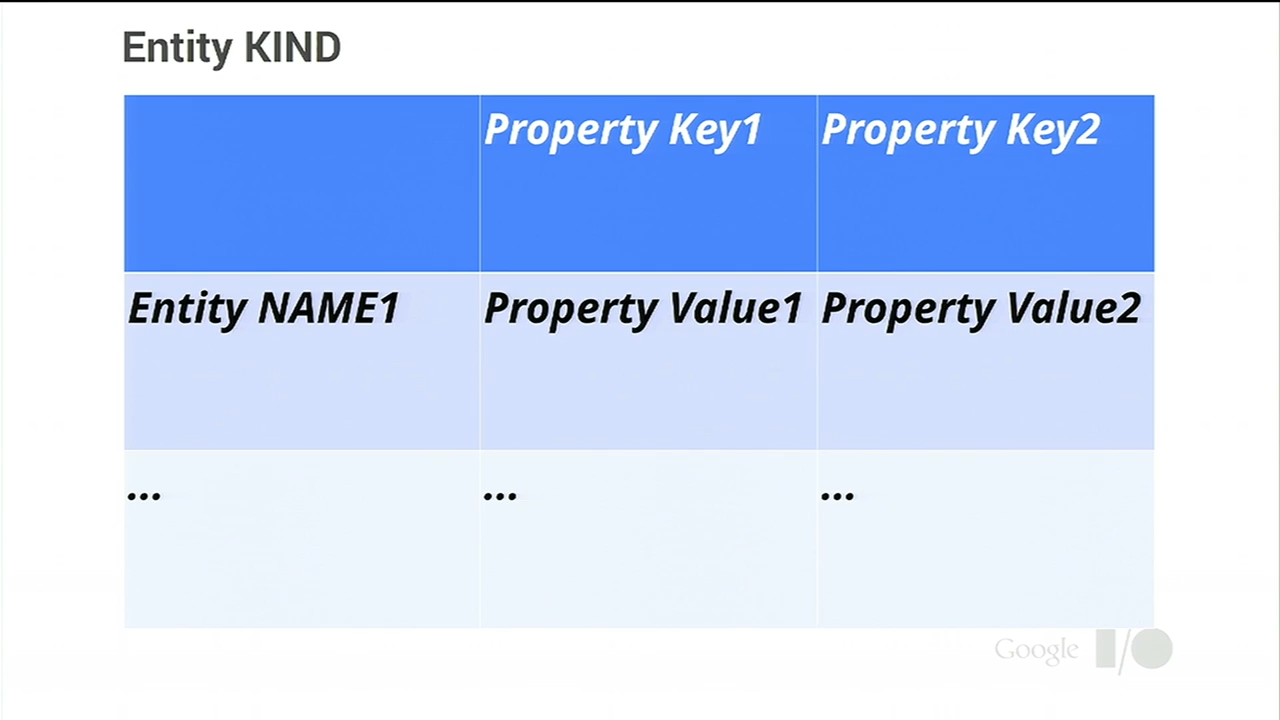 Entity KIND
Property Key1 Property Key2
Entity NAME1 Property Value1 Property Value2
... ... ...
Google I/O